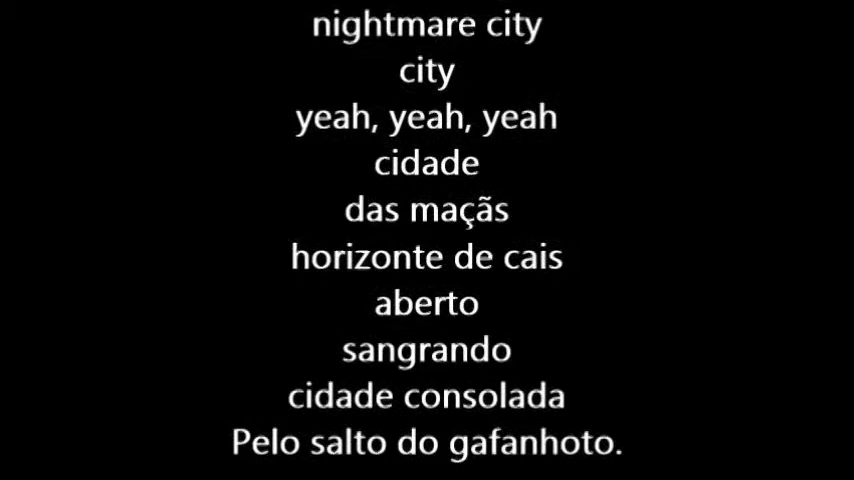 nightmare city
city
yeah, yeah, yeah
cidade
das maçãs
horizonte de cais
aberto
sangrando
cidade consolada
Pelo salto do gafanhoto.